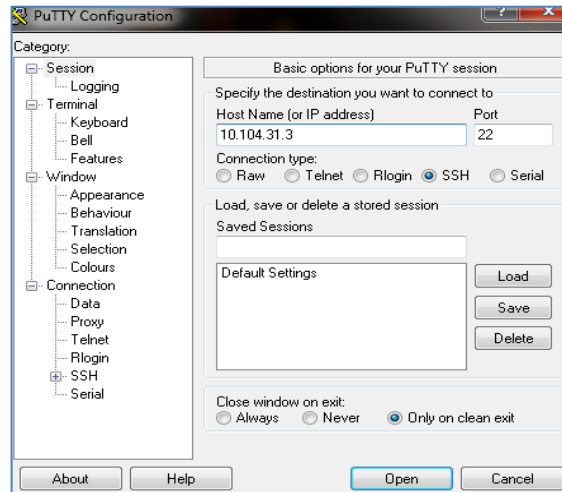 PuTTY Configuration
Category:
Session
Logging
Terminal
Keyboard
Bell
Features
Window
Appearance
Behaviour
Translation
Selection
Colours
Connection
Data
Proxy
Telnet
Rlogin
SSH
Serial
Basic options for your PuTTY session
Specify the destination you want to connect to
Host Name (or IP address) Port
10.104.31.3 22
Connection type:
Raw Telnet Rlogin SSH Serial
Load, save or delete a stored session
Saved Sessions
Default Settings
Load
Save
Delete
Close window on exit:
Always Never Only on clean exit
About Help Open Cancel